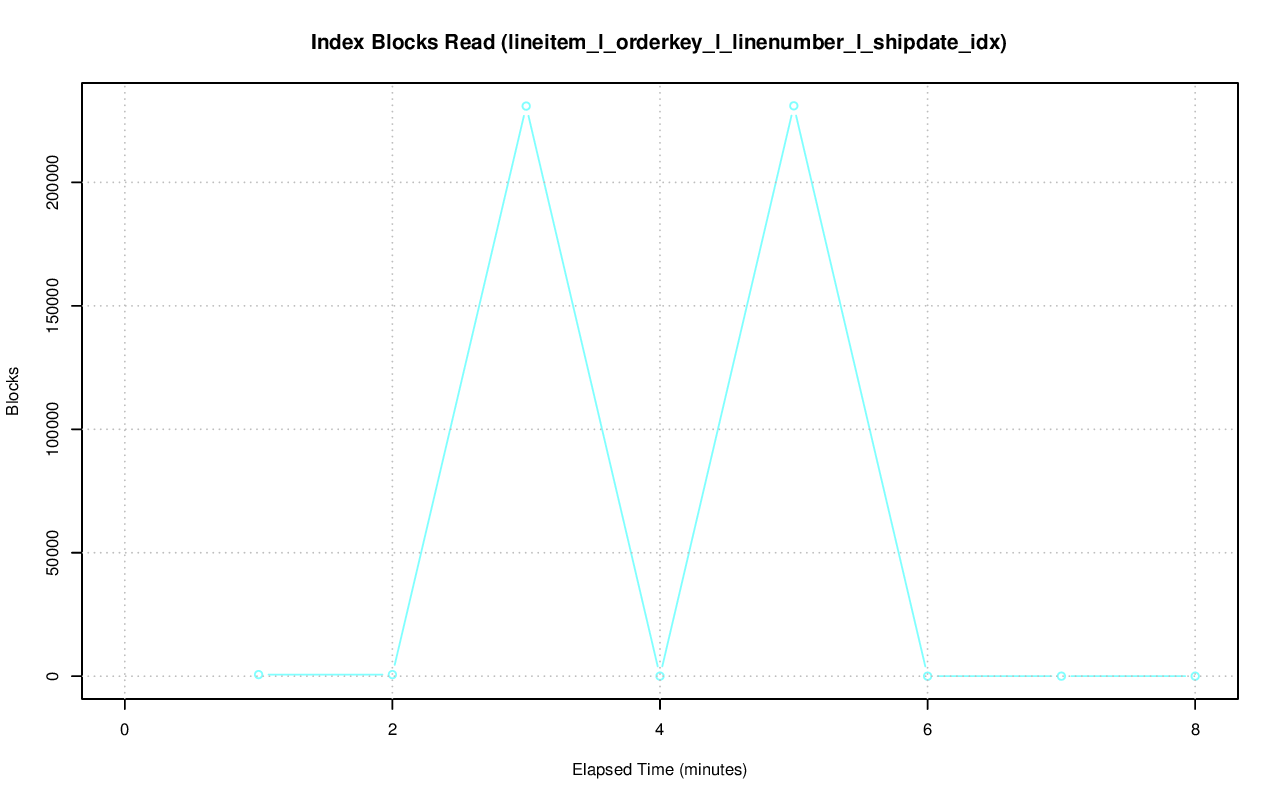 Index Blocks Read (lineitem_l_orderkey_l_linenumber_l_shipdate_idx)
200000
150000
100000
50000
0
Blocks
0 2 4 6 8
Elapsed Time (minutes)